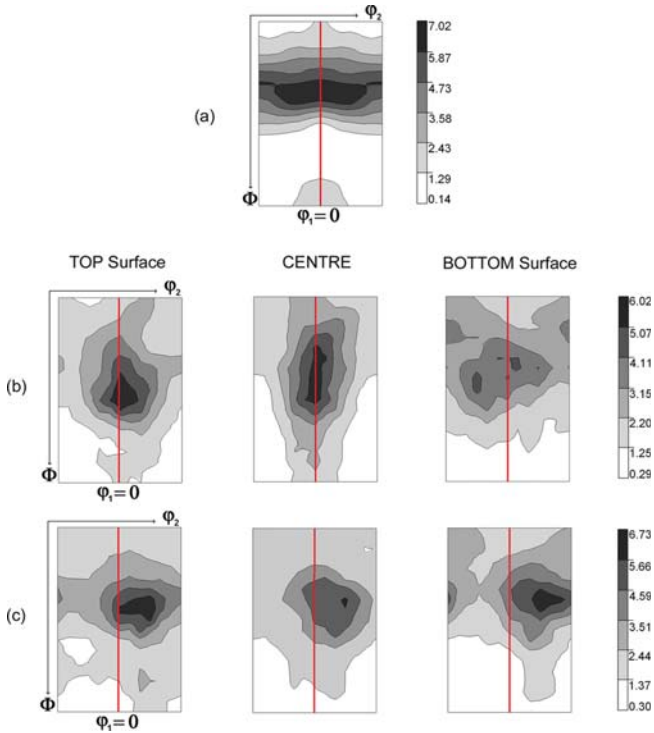 φ₂
7.02
5.87
4.73
3.58
2.43
1.29
0.14
(a)
Φ
φ₁= 0
TOP Surface
CENTRE
BOTTOM Surface
φ₂
6.02
5.07
4.11
3.15
2.20
1.25
0.29
(b)
Φ
φ₁= 0
φ₂
6.73
5.66
4.59
3.51
2.44
1.37
0.30
(c)
Φ
φ₁= 0